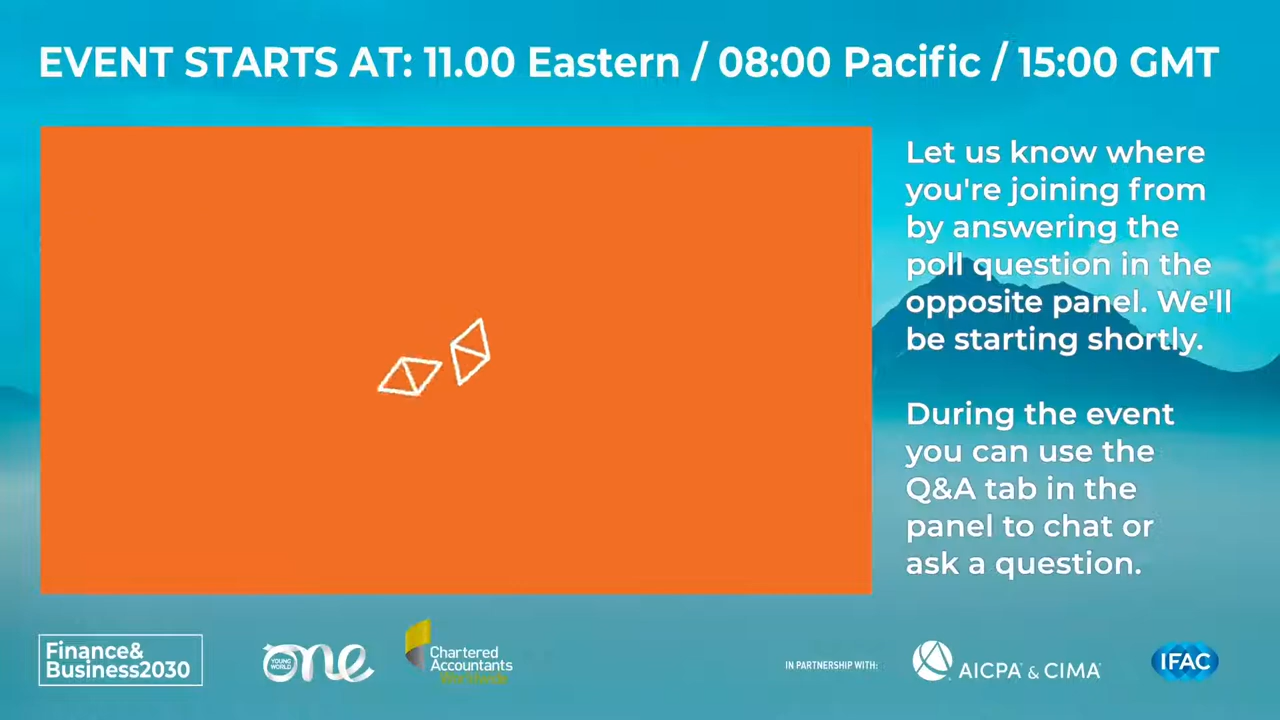 EVENT STARTS AT: 11.00 Eastern / 08:00 Pacific / 15:00 GMT
Let us know where
you're joining from
by answering the
poll question in the
opposite panel. We'll
be starting shortly.
During the event
you can use the
Q&A tab in the
panel to chat or
ask a question.
Finance&
Business2030
YOUNG
WORLD
one
Chartered
Accountants
Worldwide
IN PARTNERSHIP WITH:
AICPA & CIMA
IFAC